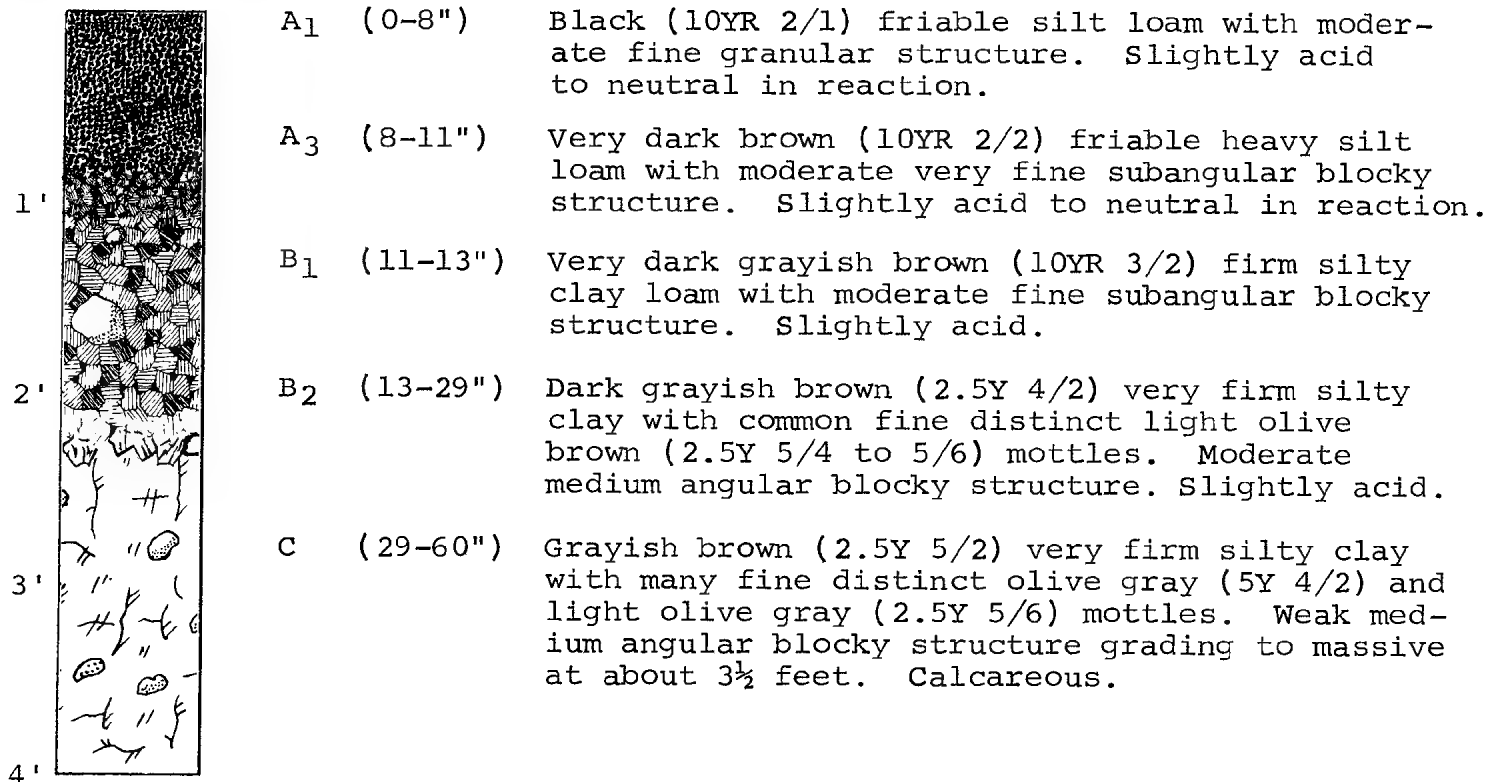 A1 (0-8") Black (10YR 2/1) friable silt loam with moder-
ate fine granular structure. Slightly acid
to neutral in reaction.
A3 (8-11") Very dark brown (10YR 2/2) friable heavy silt
loam with moderate very fine subangular blocky
1'
structure. Slightly acid to neutral in reaction.
B1 (11-13") Very dark grayish brown (10YR 3/2) firm silty
clay loam with moderate fine subangular blocky
structure. Slightly acid.
2'
B2 (13-29") Dark grayish brown (2.5Y 4/2) very firm silty
clay with common fine distinct light olive
brown (2.5Y 5/4 to 5/6) mottles. Moderate
medium angular blocky structure. Slightly acid.
C (29-60") Grayish brown (2.5Y 5/2) very firm silty clay
3'
with many fine distinct olive gray (5Y 4/2) and
light olive gray (2.5Y 5/6) mottles. Weak med-
ium angular blocky structure grading to massive
at about 3½ feet. Calcareous.
4'